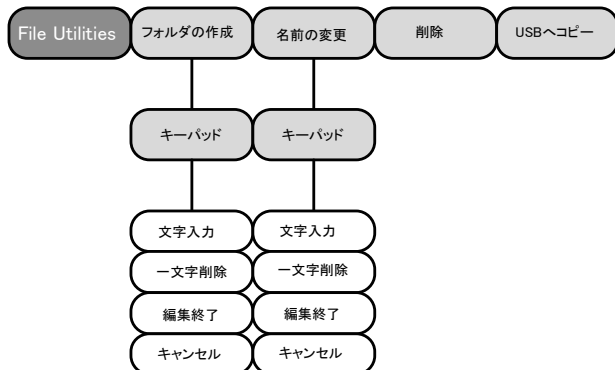 File Utilities
フォルダの作成
名前の変更
削除
USBへコピー
キーパッド
キーパッド
文字入力
文字入力
一文字削除
一文字削除
編集終了
編集終了
キャンセル
キャンセル